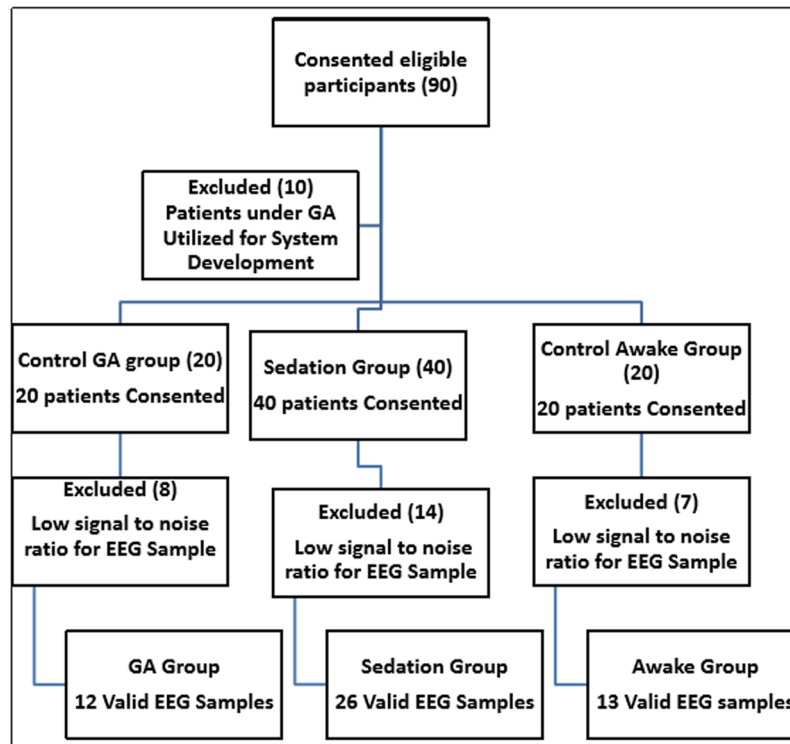 Consented eligible
participants (90)
Excluded (10)
Patients under GA
Utilized for System
Development
Control GA group (20)
20 patients Consented
Sedation Group (40)
40 patients Consented
Control Awake Group
(20)
20 patients Consented
Excluded (8)
Low signal to noise
ratio for EEG Sample
Excluded (14)
Low signal to noise
ratio for EEG Sample
Excluded (7)
Low signal to noise
ratio for EEG Sample
GA Group
12 Valid EEG Samples
Sedation Group
26 Valid EEG Samples
Awake Group
13 Valid EEG samples